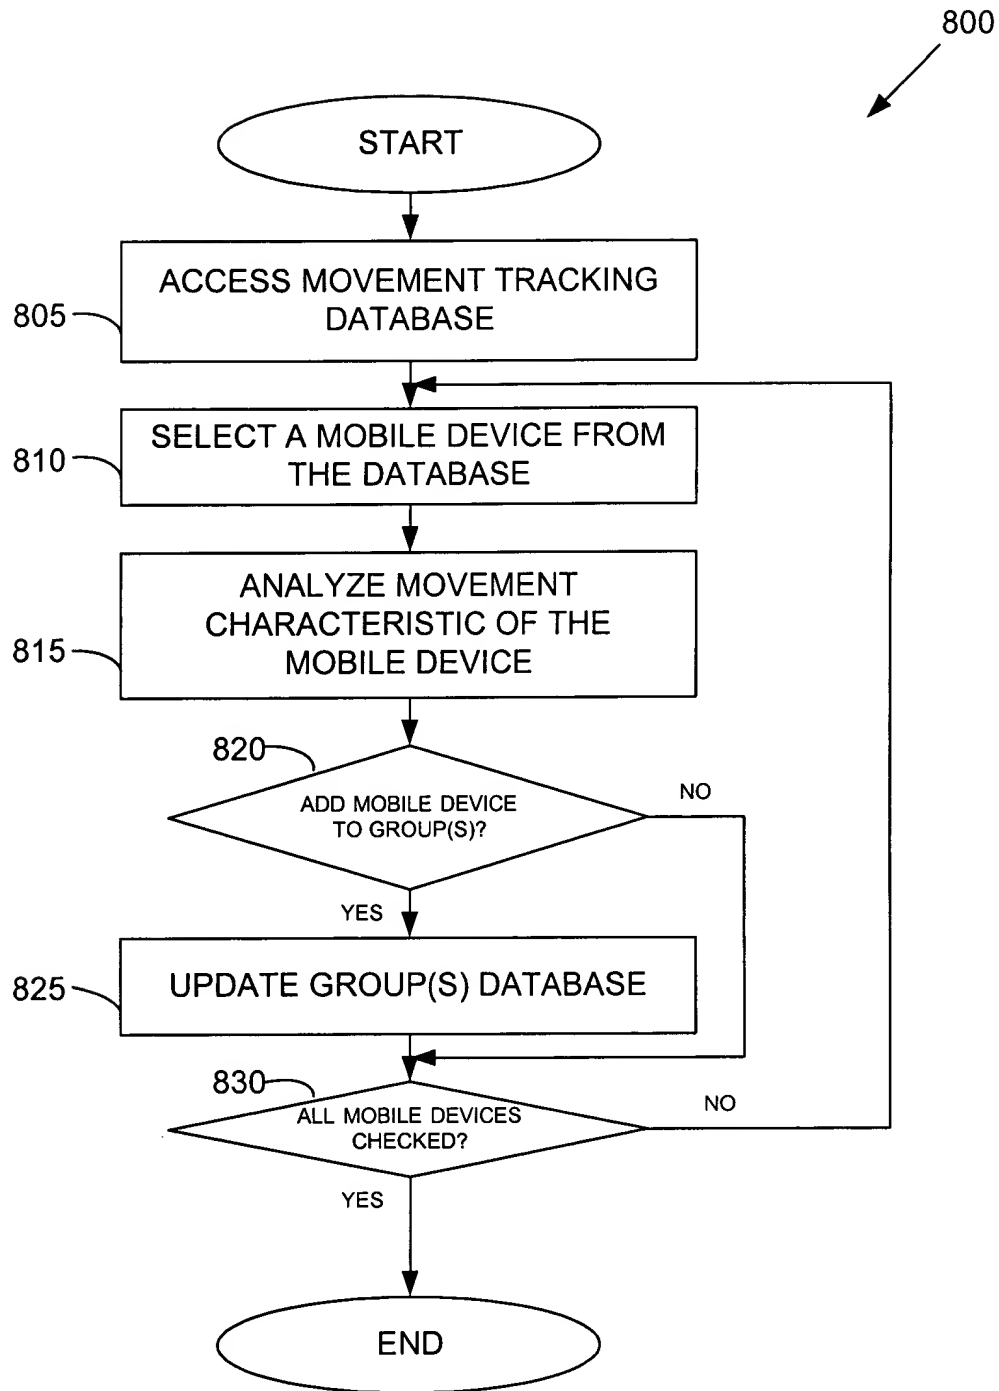 800
START
ACCESS MOVEMENT TRACKING
DATABASE
805
SELECT A MOBILE DEVICE FROM
THE DATABASE
810
ANALYZE MOVEMENT
CHARACTERISTIC OF THE
MOBILE DEVICE
815
820
ADD MOBILE DEVICE
TO GROUP(S)?
NO
YES
UPDATE GROUP(S) DATABASE
825
830
ALL MOBILE DEVICES
CHECKED?
NO
YES
END